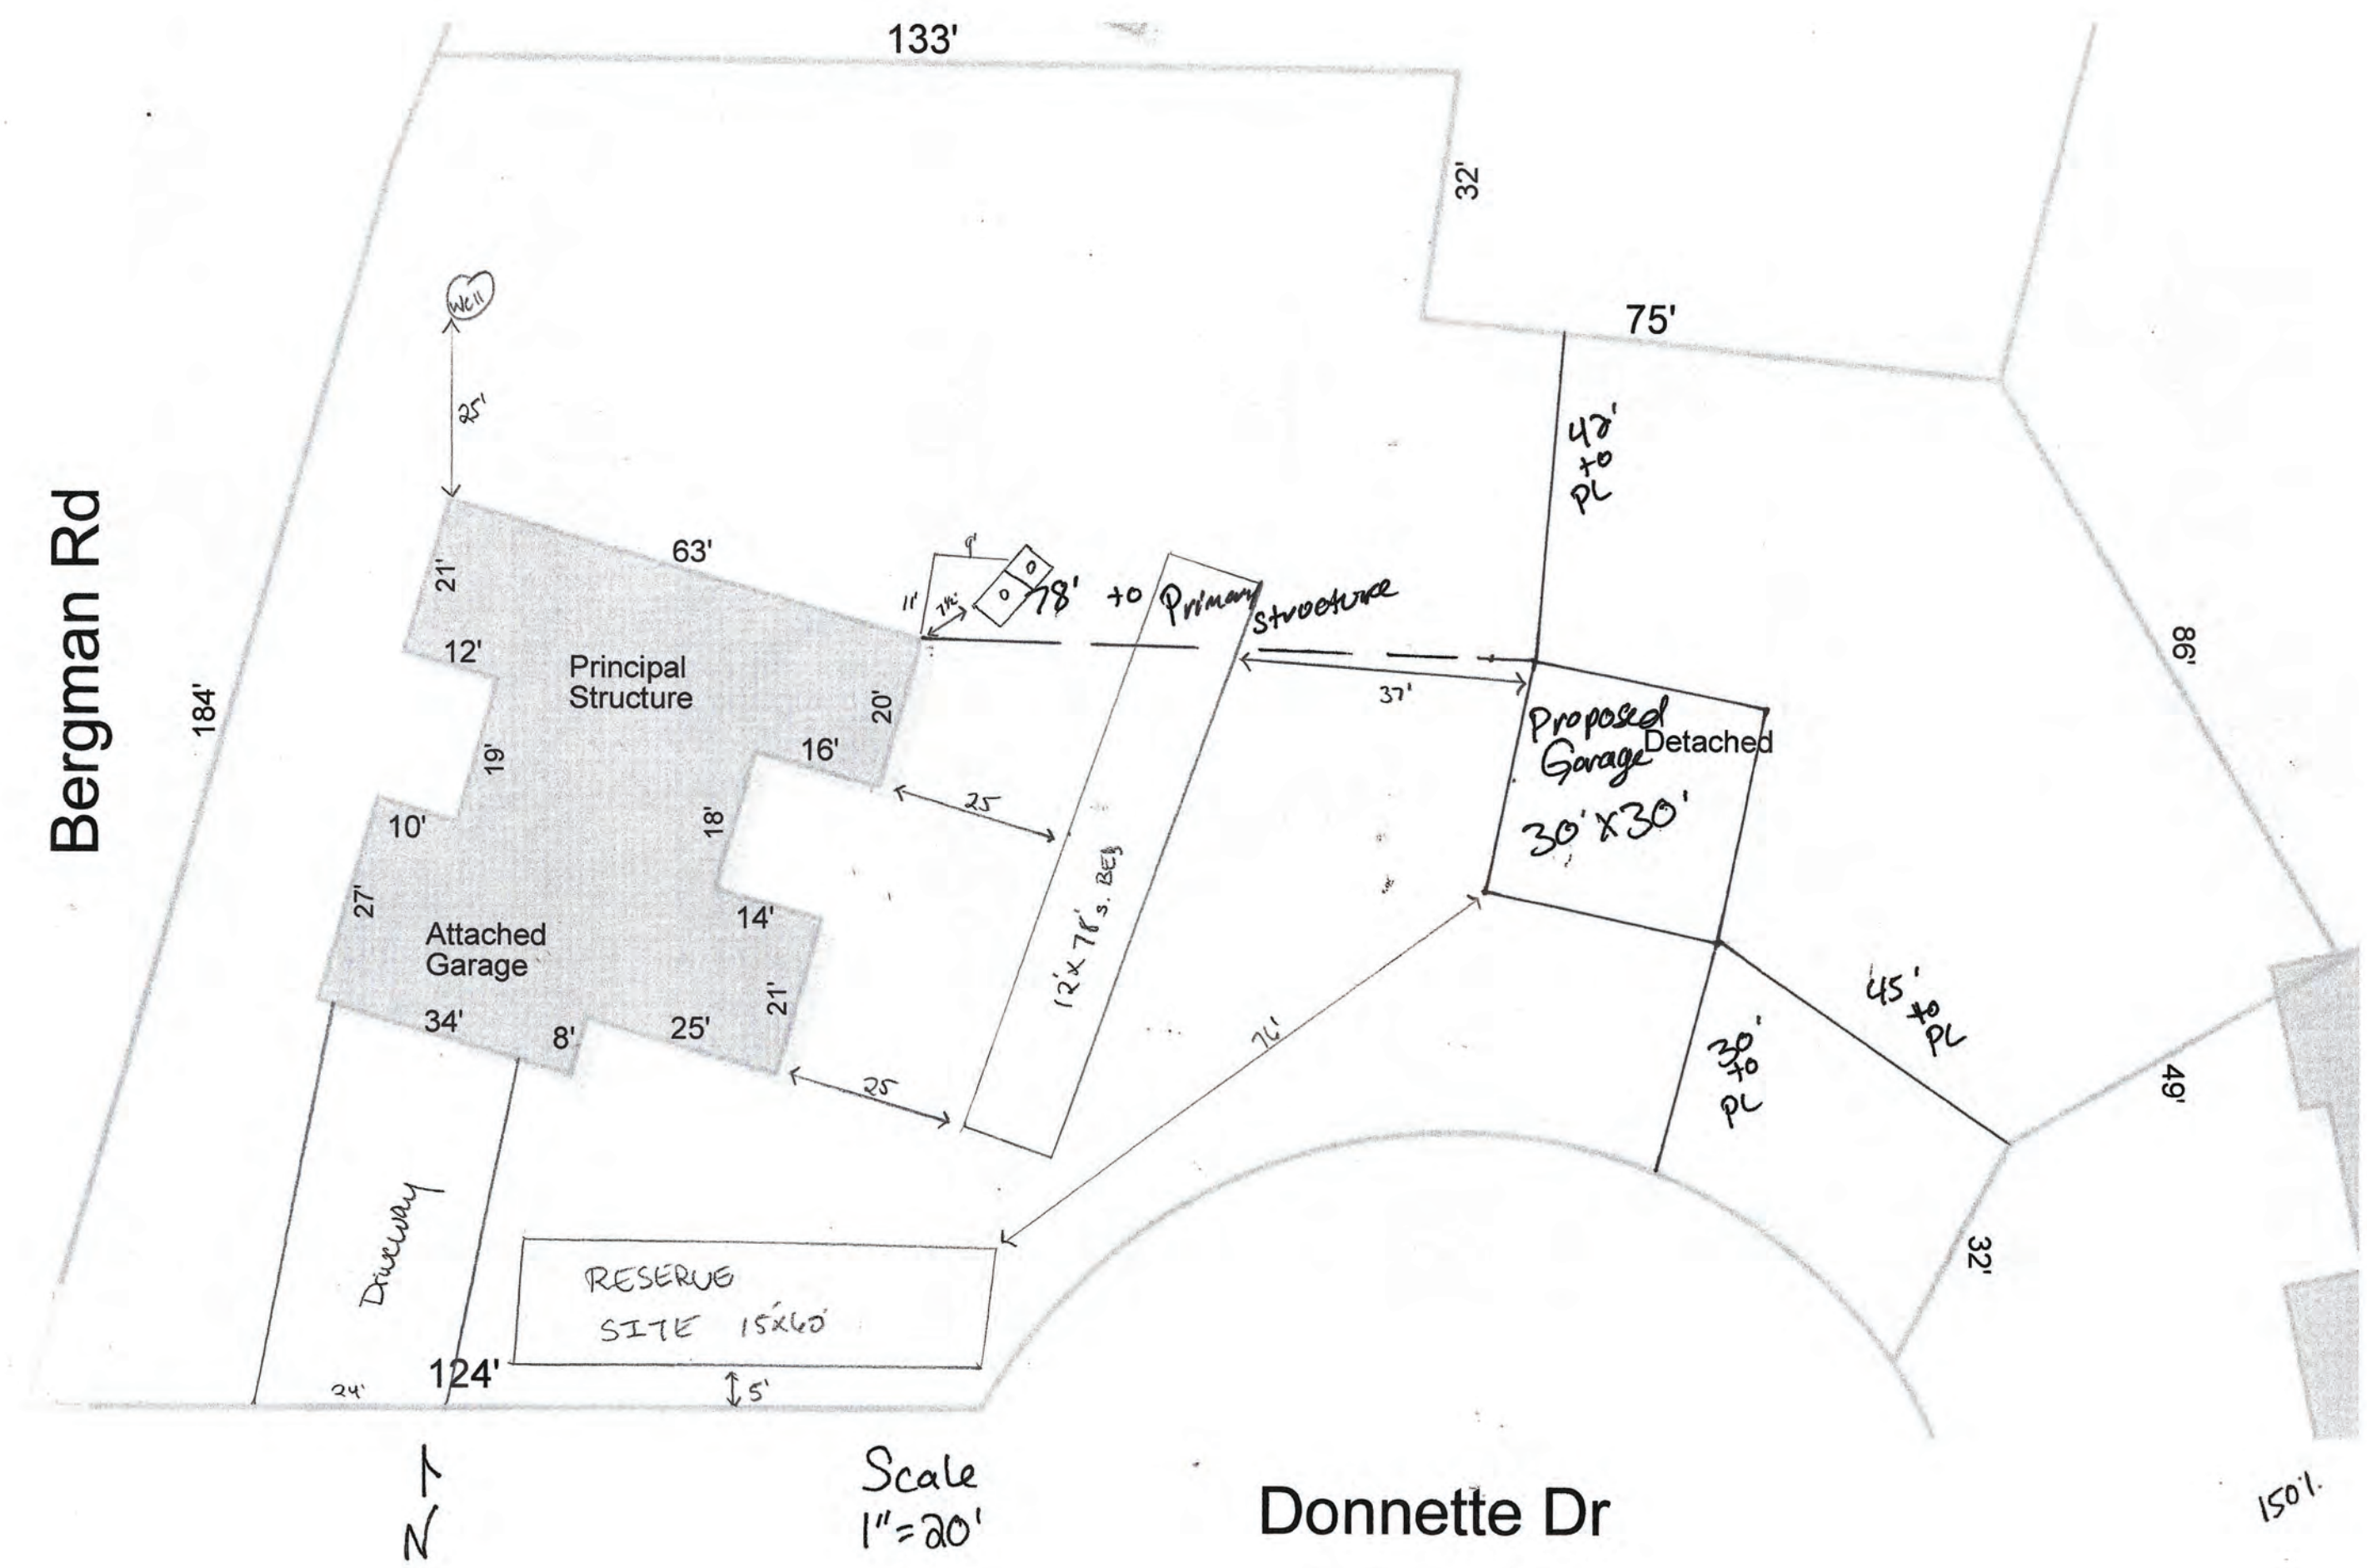 133'
32'
75'
Well
25'
42'
to
PL
Bergman Rd
184'
86'
63'
21'
12'
Principal
Structure
20'
16'
19'
10'
18'
27'
14'
Attached
Garage
21'
34'
8'
25'
9'
11'
7½'
78' to Primary structure
37'
25
12'x78' S. BED
25
Proposed
Garage Detached
30'x30'
76'
45'
to
PL
30'
to
PL
49'
32'
Driveway
RESERVE
SITE 15'x60'
124'
24'
5'
N
Scale
1"=20'
Donnette Dr
150%